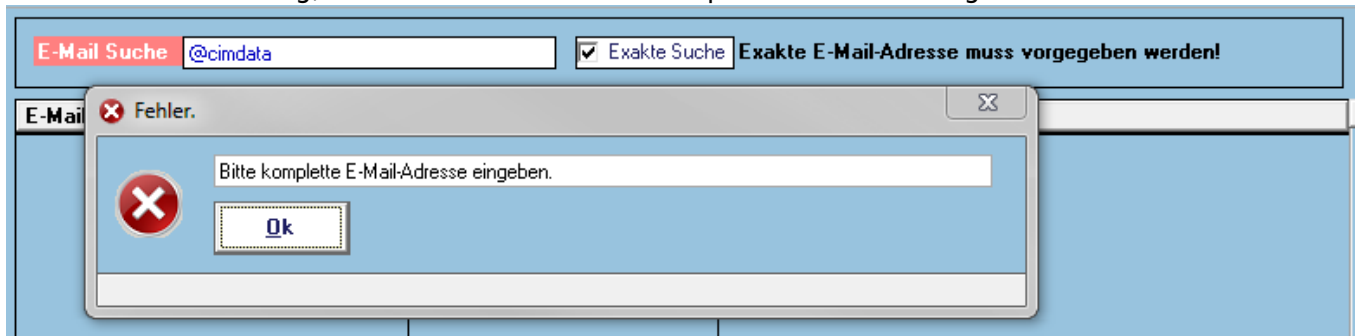 E-Mail Suche @cimdata Exakte Suche Exakte E-Mail-Adresse muss vorgegeben werden!
E-Mail
Fehler.
Bitte komplette E-Mail-Adresse eingeben.
Ok